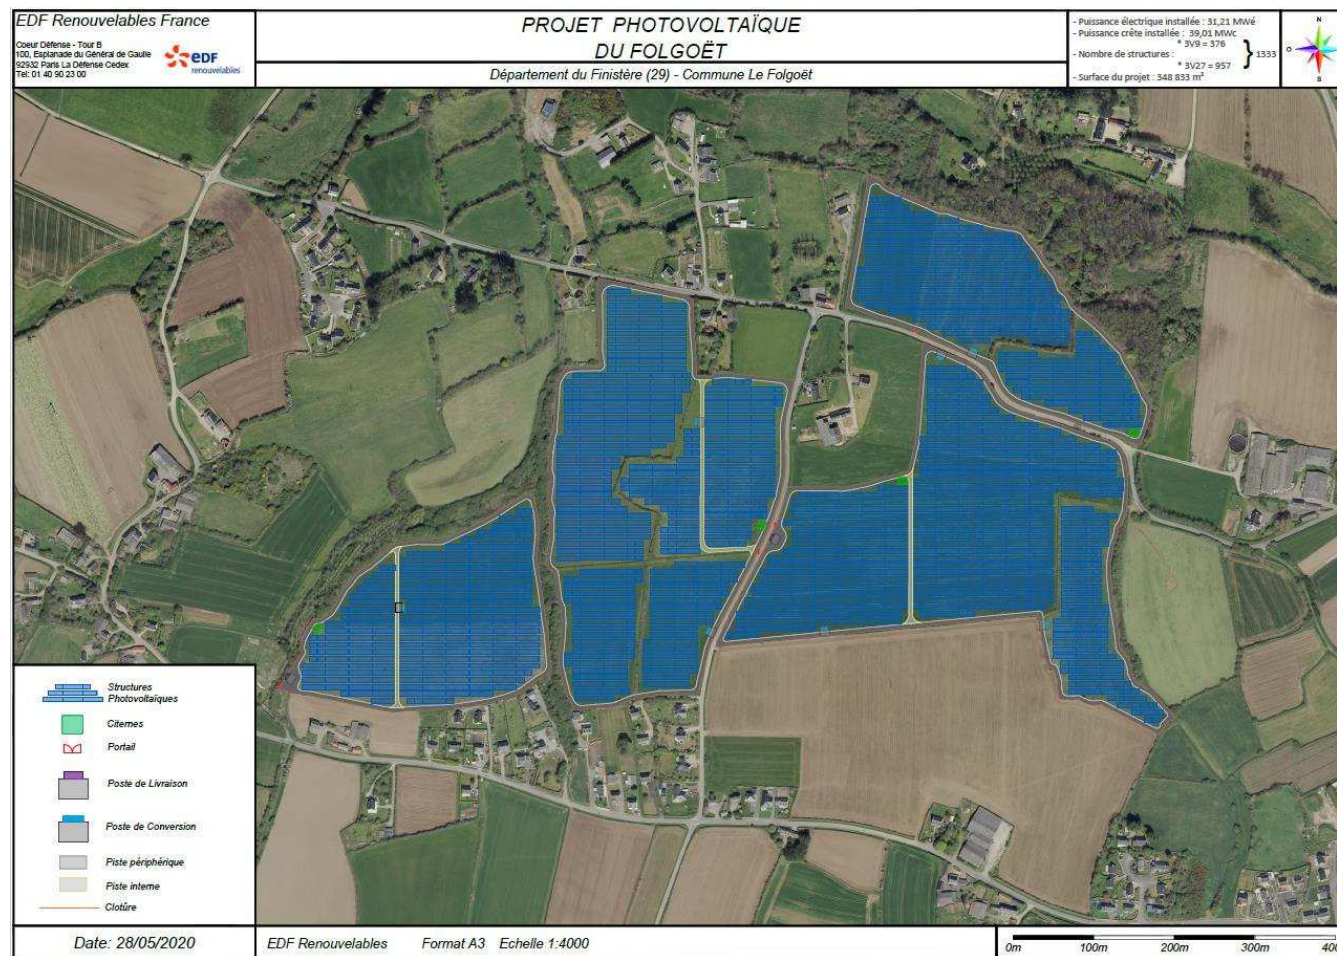 EDF Renouvelables France
Coeur Défense - Tour B
100, Esplanade du Général de Gaulle
92932 Paris La Défense Cedex
Tel: 01 40 90 23 00
EDF
renouvelables
PROJET PHOTOVOLTAÏQUE
DU FOLGOËT
Département du Finistère (29) - Commune Le Folgoët
- Puissance électrique installée : 31,21 MWé
- Puissance crête installée : 39,01 MWc
* 3V9 = 376
- Nombre de structures : } 1333
* 3V27 = 957
- Surface du projet : 348 833 m²
N
O
S
Structures
Photovoltaïques
Citernes
Portail
Poste de Livraison
Poste de Conversion
Piste périphérique
Piste interne
Clotûre
Date: 28/05/2020
EDF Renouvelables Format A3 Echelle 1:4000
0m 100m 200m 300m 400